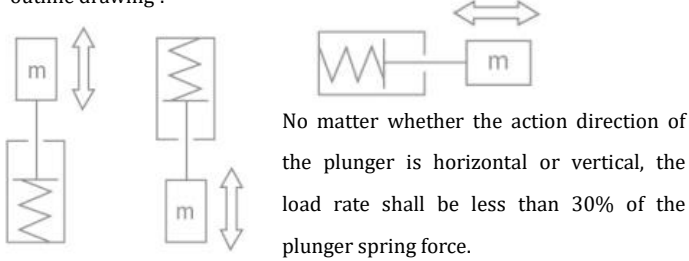 outline drawing .
m
m
m
No matter whether the action direction of
the plunger is horizontal or vertical, the
load rate shall be less than 30% of the
plunger spring force.